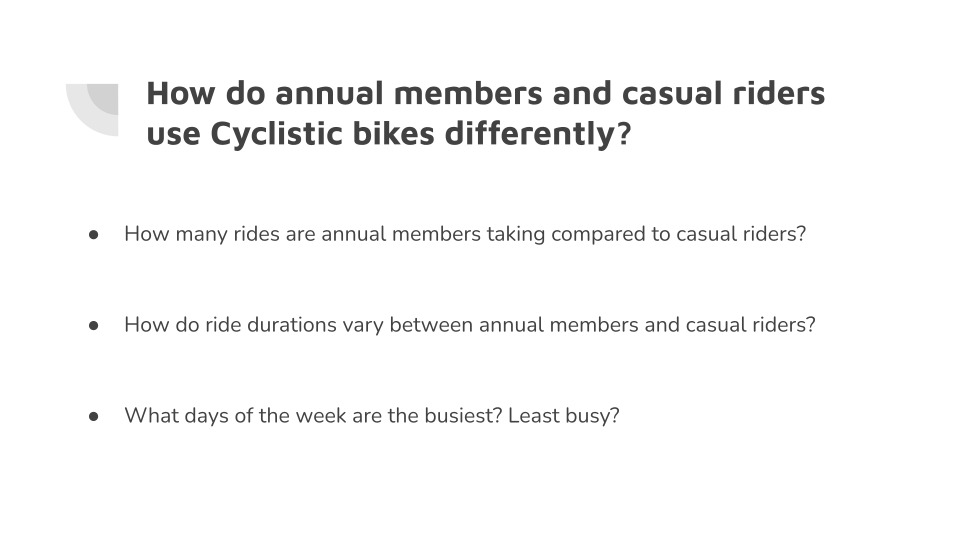 How do annual members and casual riders
use Cyclistic bikes differently?
● How many rides are annual members taking compared to casual riders?
● How do ride durations vary between annual members and casual riders?
● What days of the week are the busiest? Least busy?